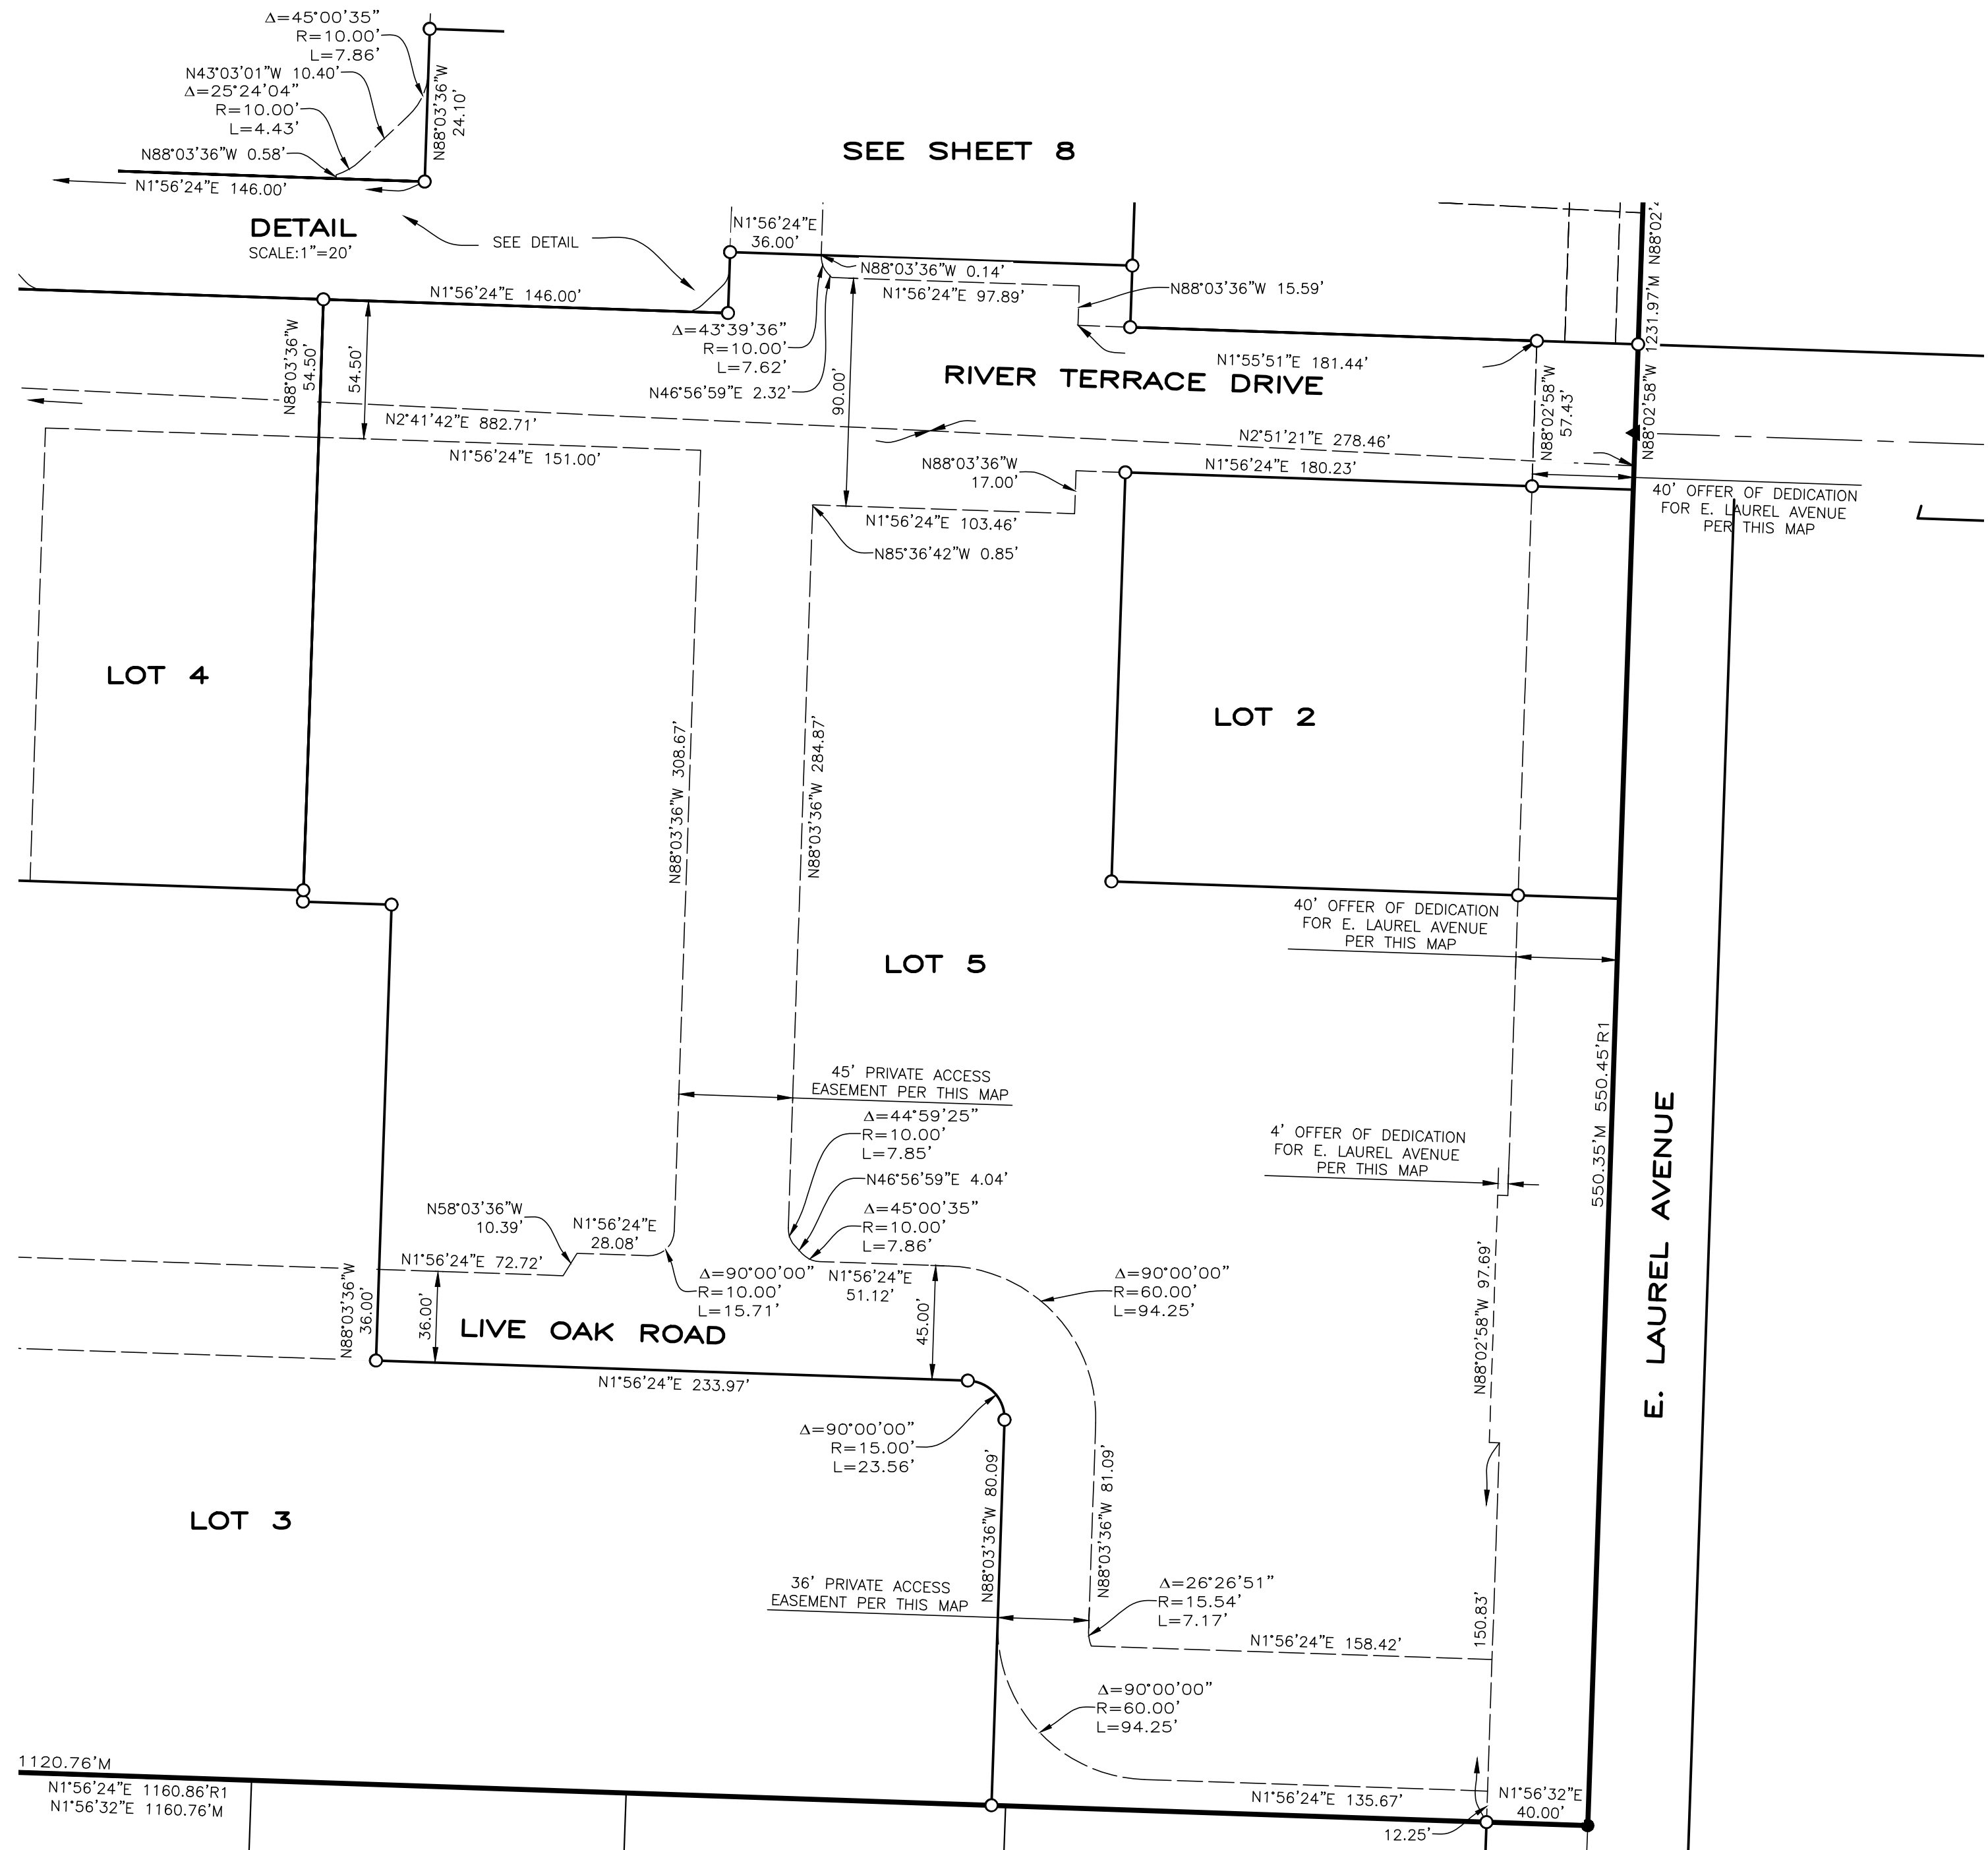 Δ=45°00'35"
R=10.00'
L=7.86'
N43°03'01"W 10.40'
Δ=25°24'04"
R=10.00'
L=4.43'
N88°03'36"W 0.58'
N88°03'36"W
24.10'
N1°56'24"E 146.00'
DETAIL
SCALE:1"=20'
SEE DETAIL
SEE SHEET 8
N1°56'24"E
36.00'
N88°03'36"W 0.14'
N1°56'24"E 97.89'
N88°03'36"W 15.59'
N1°56'24"E 146.00'
Δ=43°39'36"
R=10.00'
L=7.62'
N46°56'59"E 2.32'
N88°03'36"W
54.50'
54.50'
90.00'
RIVER TERRACE DRIVE
N1°55'51"E 181.44'
N88°02'58"W
57.43'
N88°02'58"W 1231.97'M
N2°41'42"E 882.71'
N2°51'21"E 278.46'
N1°56'24"E 151.00'
N88°03'36"W
17.00'
N1°56'24"E 180.23'
N1°56'24"E 103.46'
N85°36'42"W 0.85'
40' OFFER OF DEDICATION
FOR E. LAUREL AVENUE
PER THIS MAP
LOT 4
LOT 2
N88°03'36"W 308.67'
N88°03'36"W 284.87'
40' OFFER OF DEDICATION
FOR E. LAUREL AVENUE
PER THIS MAP
LOT 5
45' PRIVATE ACCESS
EASEMENT PER THIS MAP
Δ=44°59'25"
R=10.00'
L=7.85'
N46°56'59"E 4.04'
Δ=45°00'35"
R=10.00'
L=7.86'
4' OFFER OF DEDICATION
FOR E. LAUREL AVENUE
PER THIS MAP
550.35'M 550.45'R1
E. LAUREL AVENUE
N58°03'36"W
10.39'
N1°56'24"E
28.08'
N1°56'24"E 72.72'
Δ=90°00'00"
R=10.00'
L=15.71'
N1°56'24"E
51.12'
Δ=90°00'00"
R=60.00'
L=94.25'
N88°03'36"W
36.00'
36.00'
LIVE OAK ROAD
45.00'
N88°02'58"W 97.69'
N1°56'24"E 233.97'
Δ=90°00'00"
R=15.00'
L=23.56'
N88°03'36"W 80.09'
N88°03'36"W 81.09'
LOT 3
36' PRIVATE ACCESS
EASEMENT PER THIS MAP
Δ=26°26'51"
R=15.54'
L=7.17'
N1°56'24"E 158.42'
150.83'
Δ=90°00'00"
R=60.00'
L=94.25'
1120.76'M
N1°56'24"E 1160.86'R1
N1°56'32"E 1160.76'M
N1°56'24"E 135.67'
N1°56'32"E
40.00'
12.25'